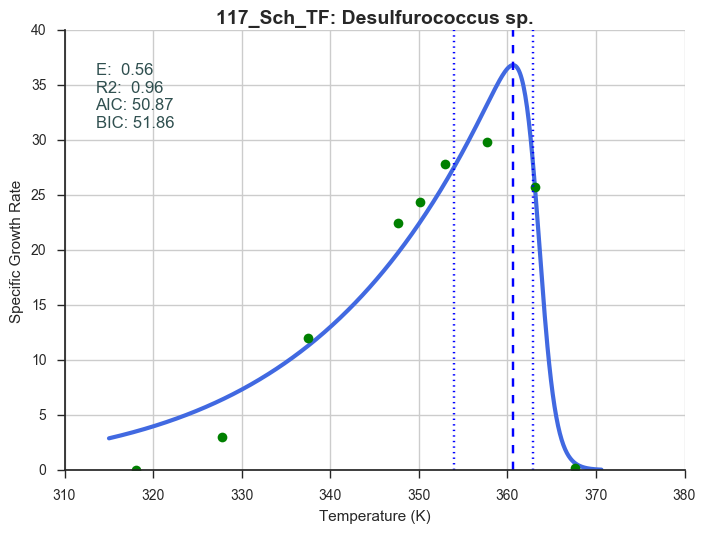 117_Sch_TF: Desulfurococcus sp.
E:  0.56
R2:  0.96
AIC: 50.87
BIC: 51.86
Specific Growth Rate
40
35
30
25
20
15
10
5
0
310 320 330 340 350 360 370 380
Temperature (K)